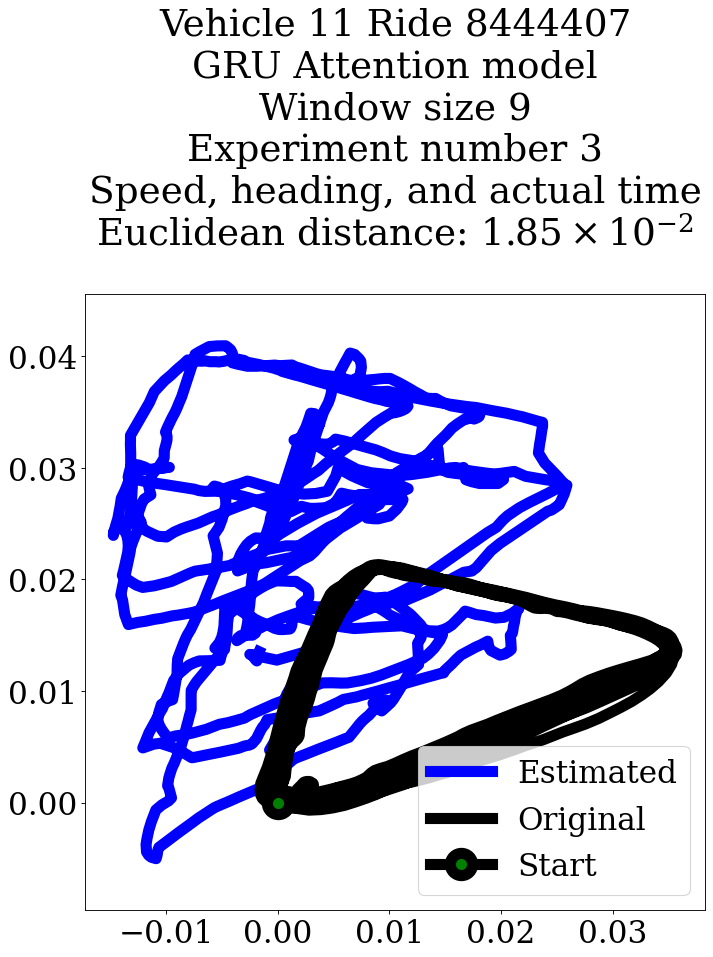 Vehicle 11 Ride 8444407
GRU Attention model
Window size 9
Experiment number 3
Speed, heading, and actual time
Euclidean distance: 1.85 × 10⁻²
0.04
0.03
0.02
0.01
0.00
Estimated
Original
Start
−0.01 0.00 0.01 0.02 0.03